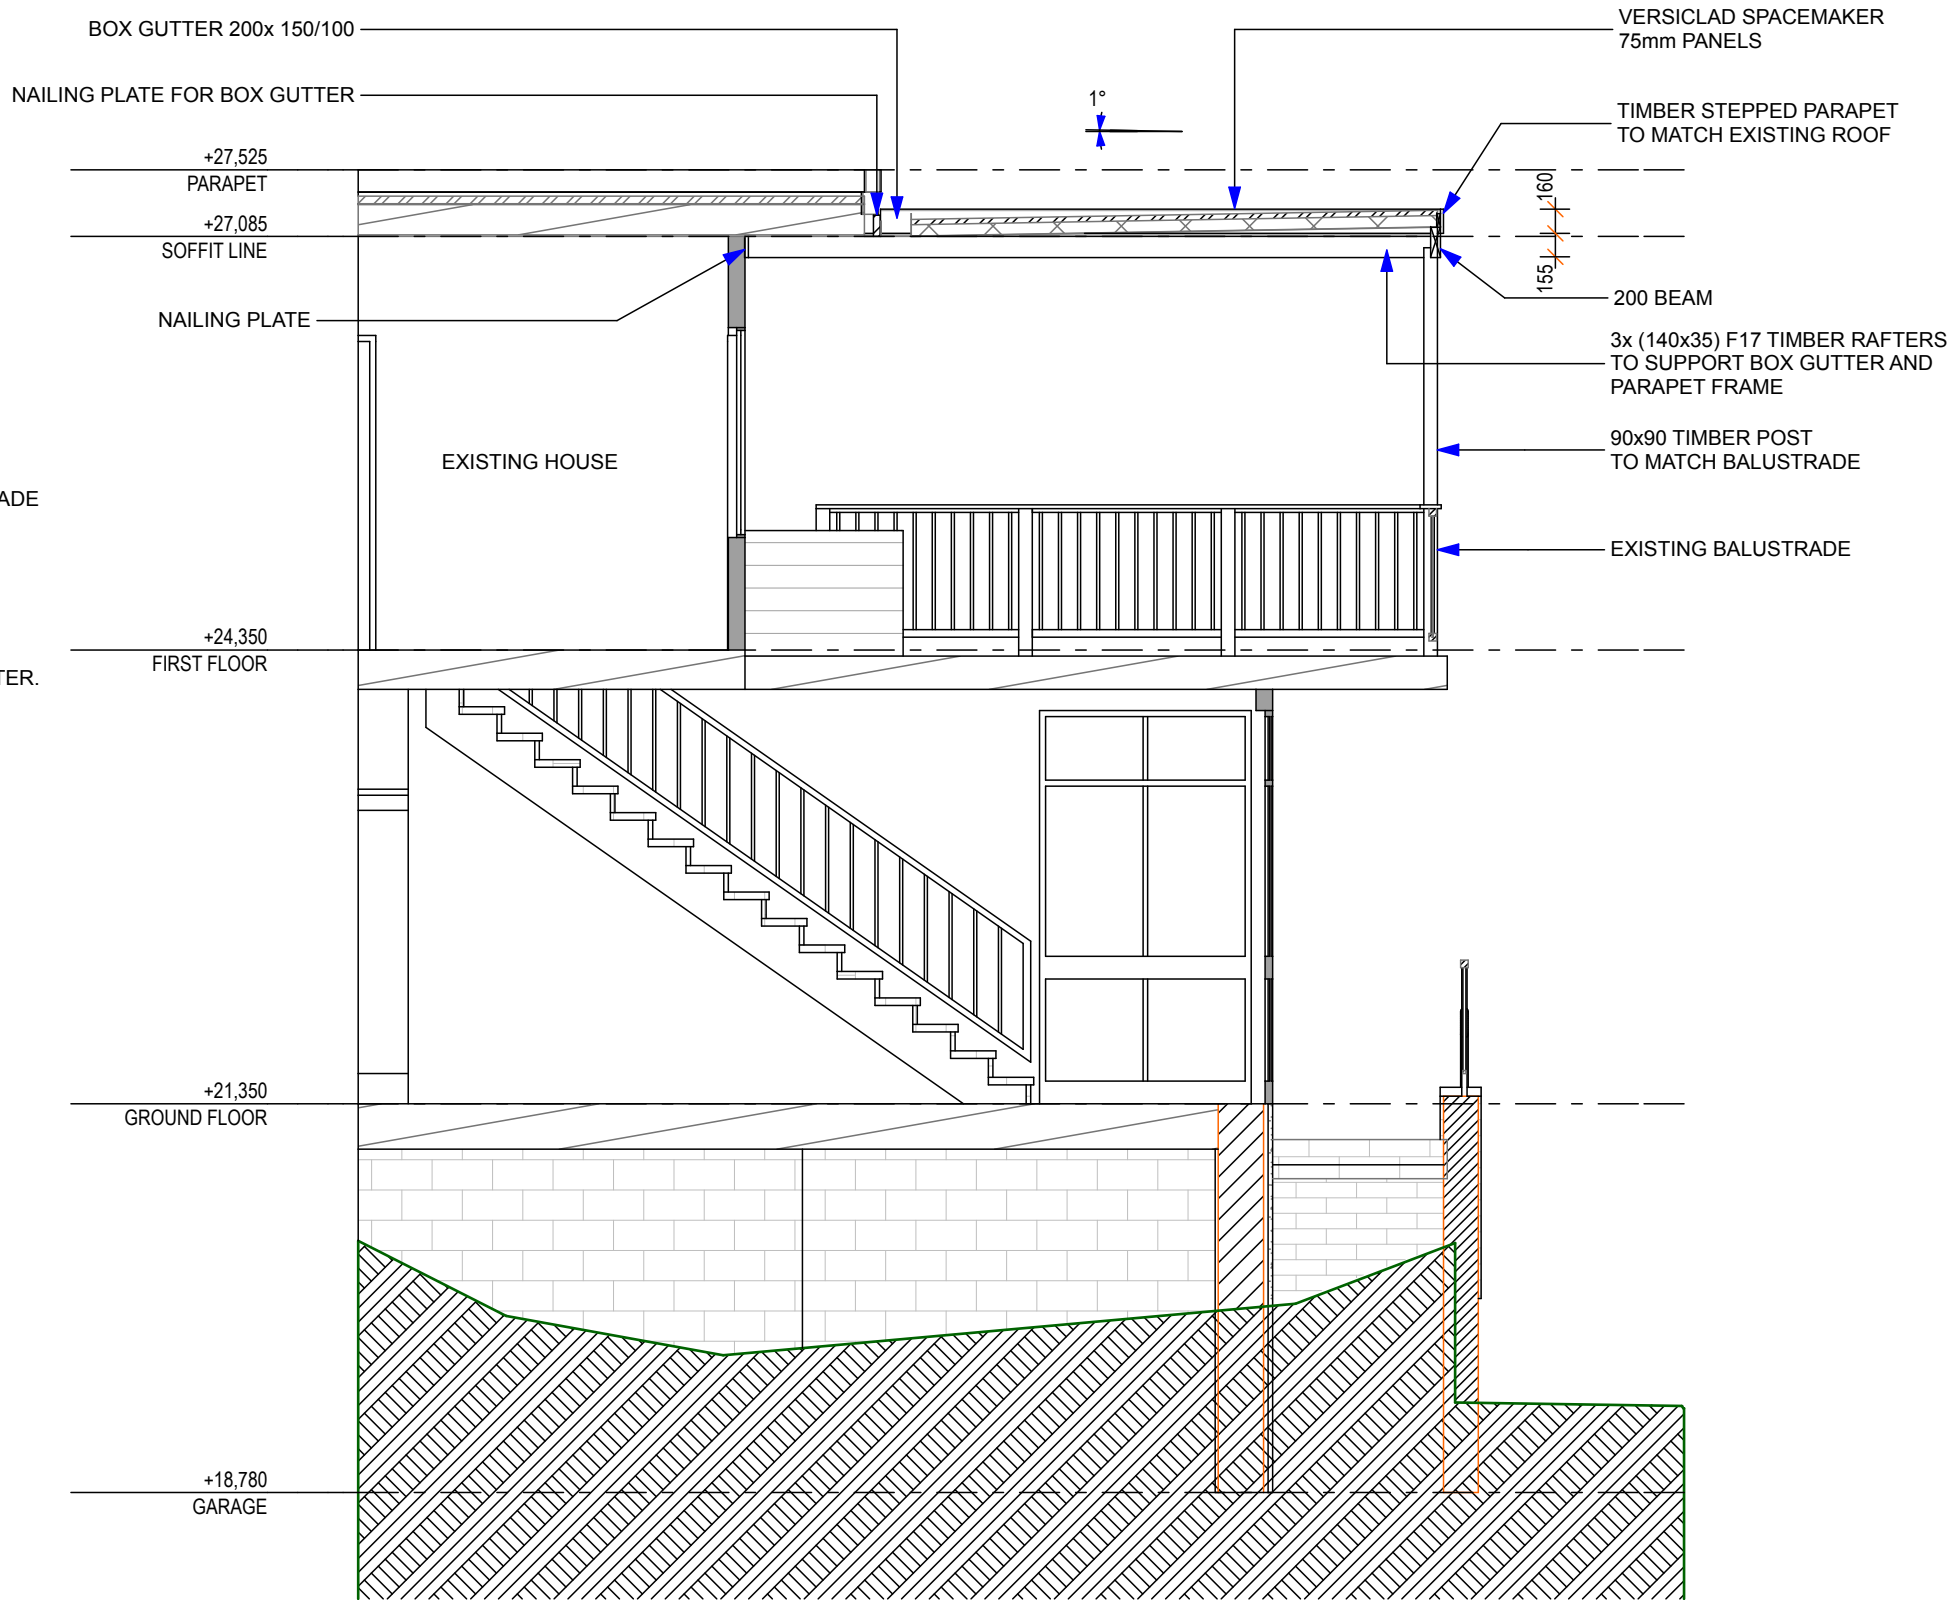 BOX GUTTER 200x 150/100
VERSICLAD SPACEMAKER
75mm PANELS
NAILING PLATE FOR BOX GUTTER
1°
TIMBER STEPPED PARAPET
TO MATCH EXISTING ROOF
+27,525
PARAPET
160
+27,085
SOFFIT LINE
155
200 BEAM
NAILING PLATE
3x (140x35) F17 TIMBER RAFTERS
TO SUPPORT BOX GUTTER AND
PARAPET FRAME
EXISTING HOUSE
90x90 TIMBER POST
TO MATCH BALUSTRADE
ADE
EXISTING BALUSTRADE
+24,350
FIRST FLOOR
TER.
+21,350
GROUND FLOOR
+18,780
GARAGE